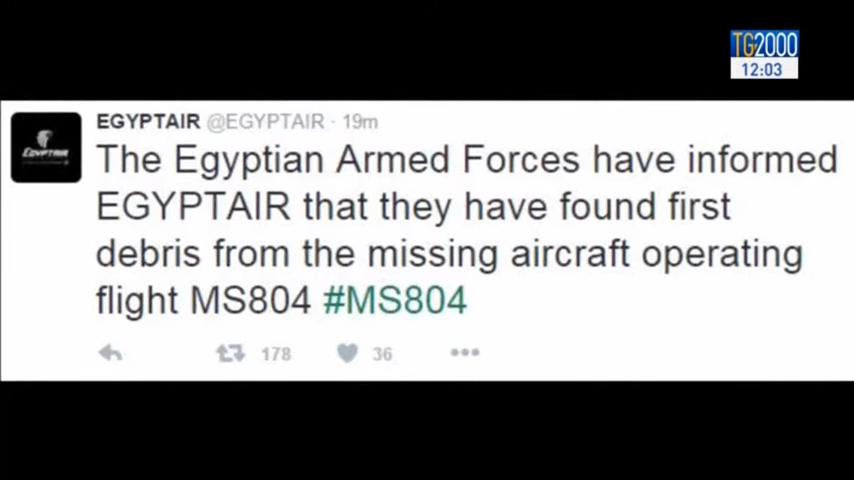 TG2000
12:03
EGYPTAIR @EGYPTAIR · 19m
EGYPTAIR
The Egyptian Armed Forces have informed
EGYPTAIR that they have found first
debris from the missing aircraft operating
flight MS804 #MS804
178 36